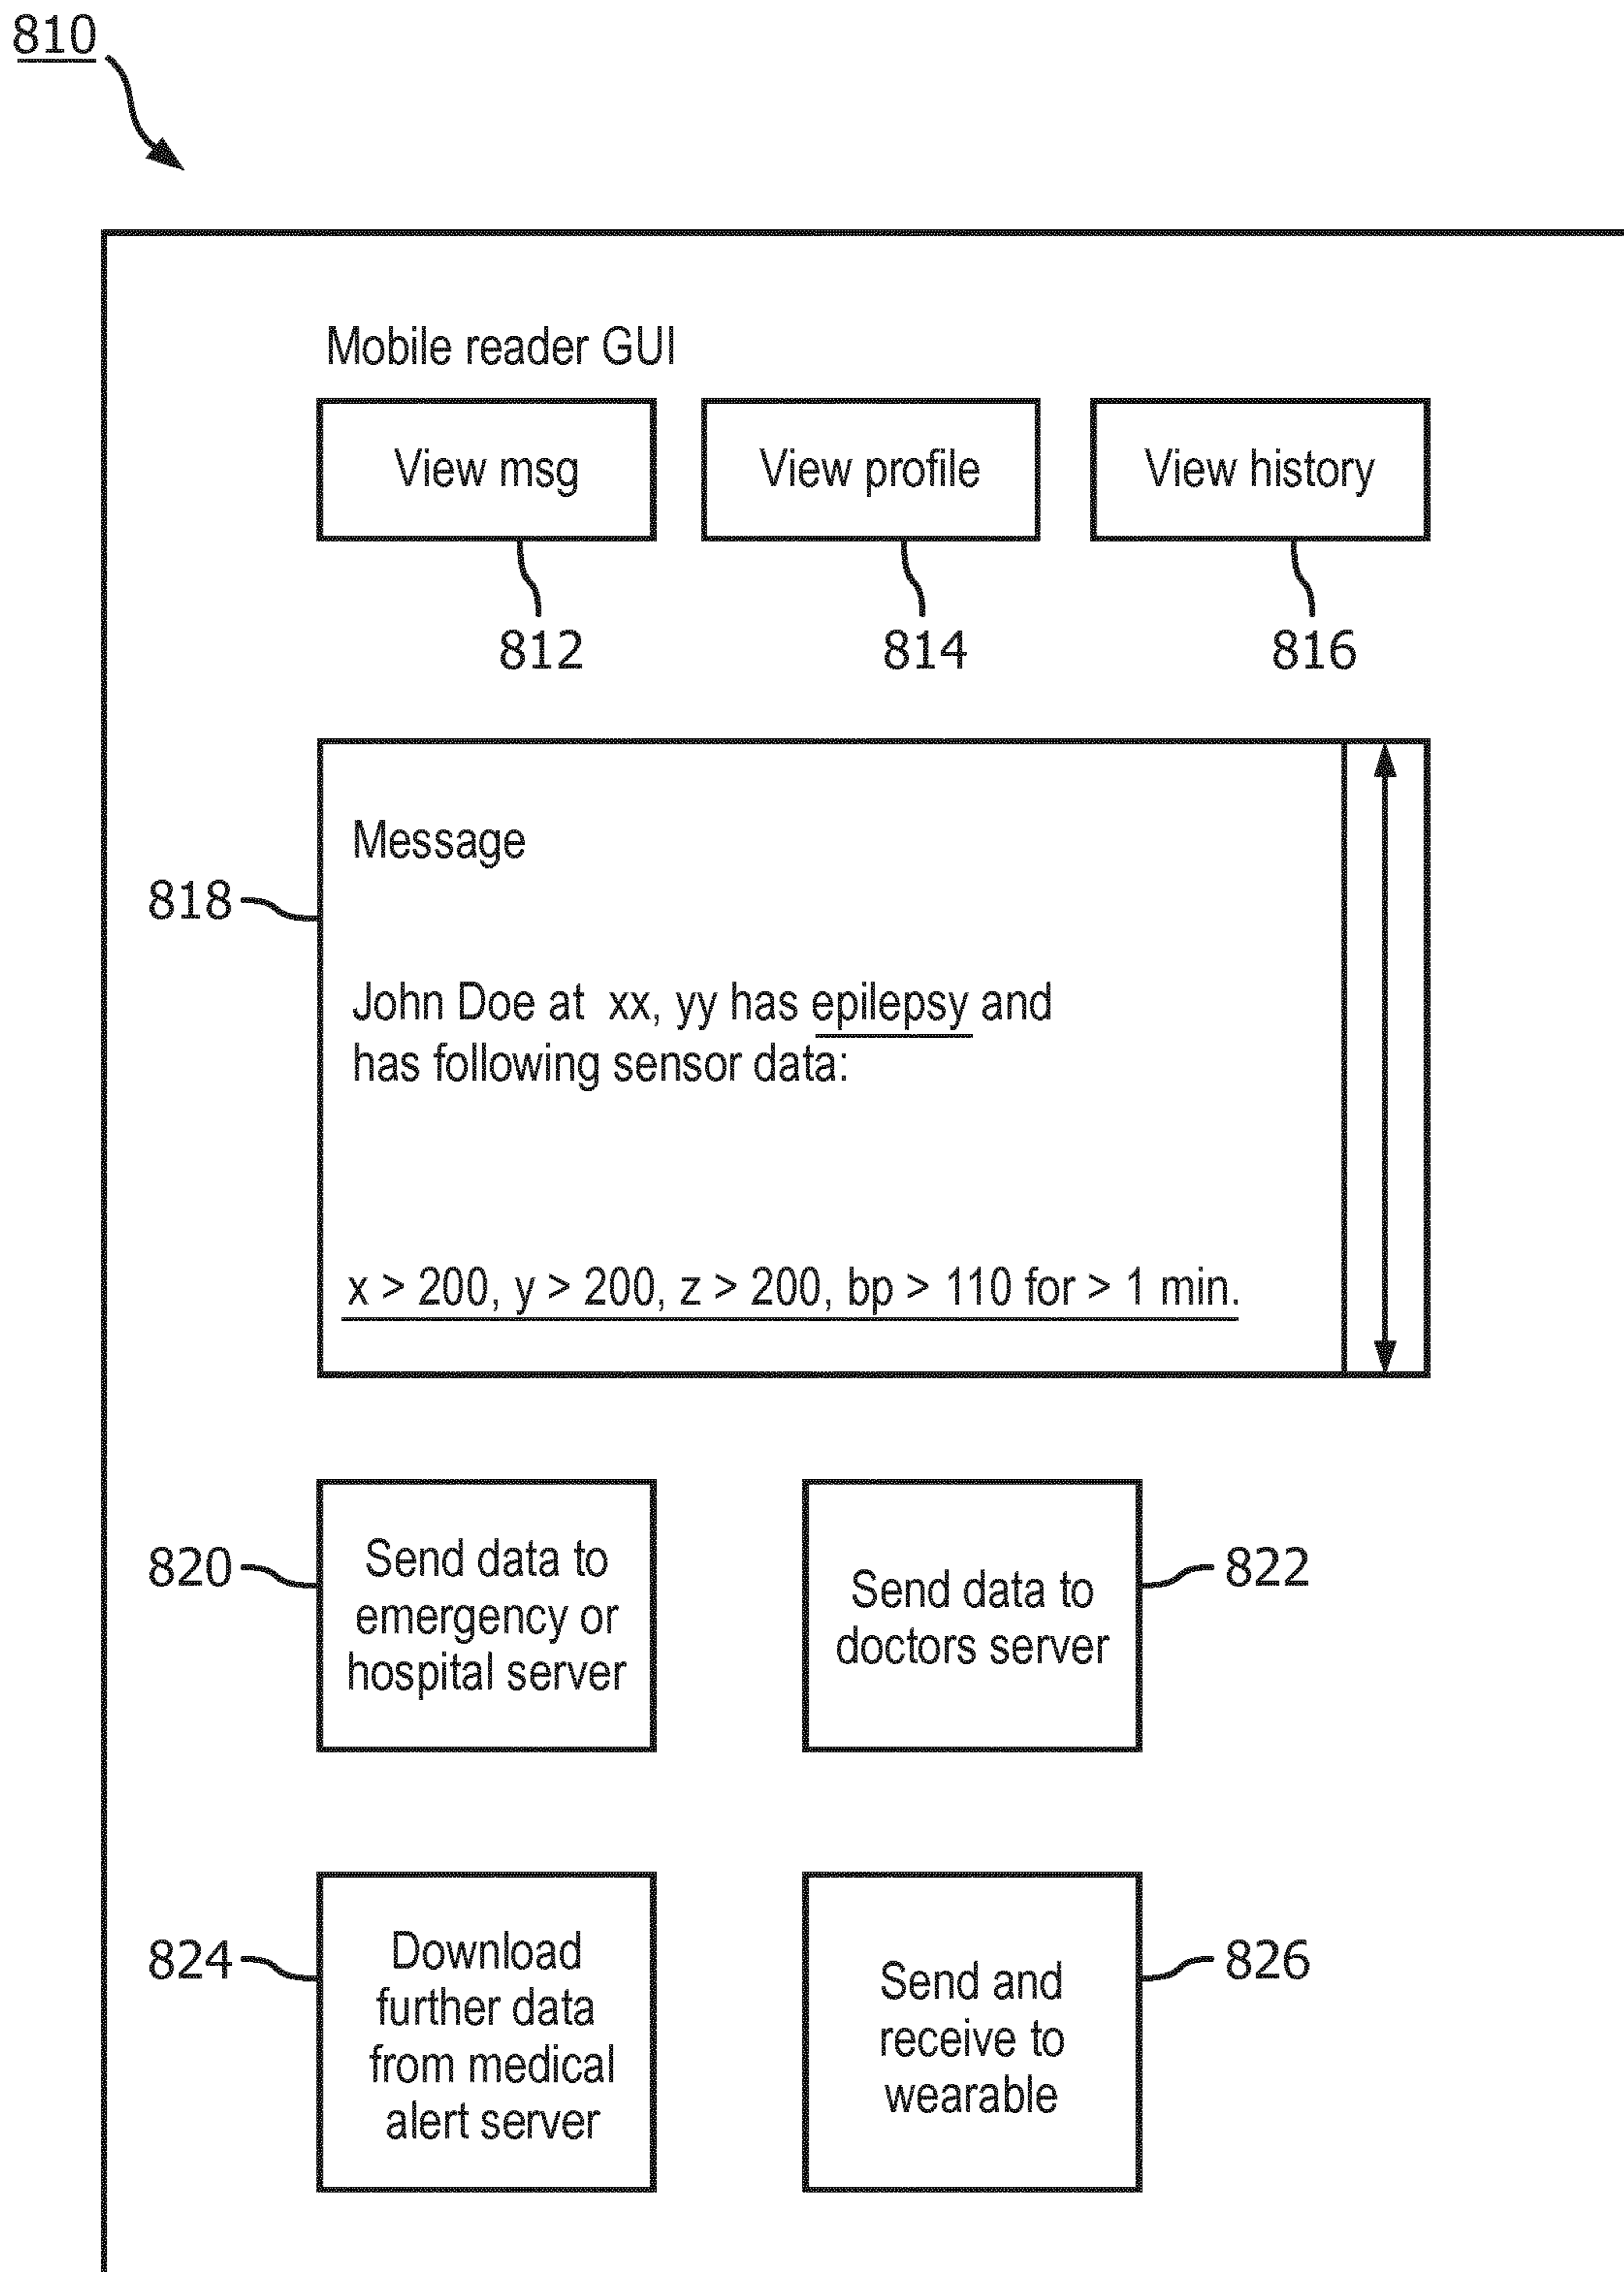 810
Mobile reader GUI
View msg
View profile
View history
812
814
816
Message
818
John Doe at xx, yy has epilepsy and
has following sensor data:
x > 200, y > 200, z > 200, bp > 110 for > 1 min.
820
Send data to
emergency or
hospital server
Send data to
doctors server
822
824
Download
further data
from medical
alert server
Send and
receive to
wearable
826